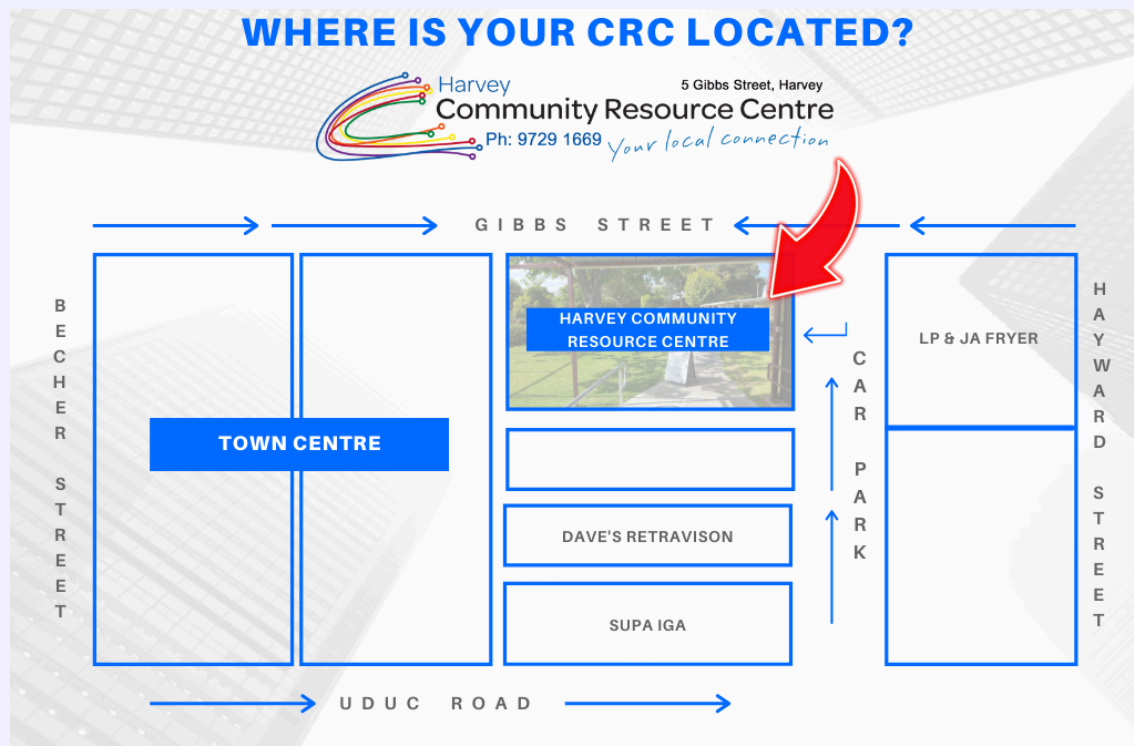 WHERE IS YOUR CRC LOCATED?
Harvey
5 Gibbs Street, Harvey
Community Resource Centre
Ph: 9729 1669
Your local connection
GIBBS STREET
BECHER STREET
HARVEY COMMUNITY
RESOURCE CENTRE
CAR PARK
LP & JA FRYER
HAYWARD STREET
TOWN CENTRE
DAVE'S RETRAVISON
SUPA IGA
UDUC ROAD